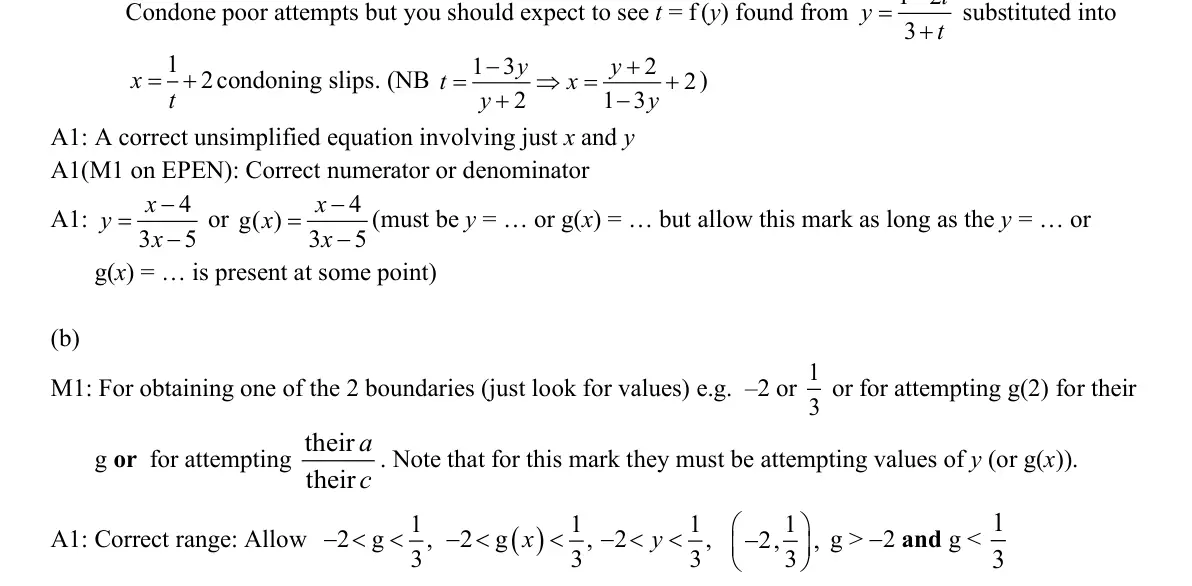 Condone poor attempts but you should expect to see t = f (y) found from y = (1−2t)/(3+t) substituted into
x = 1/t + 2 condoning slips. (NB t = (1−3y)/(y+2) ⇒ x = (y+2)/(1−3y) + 2 )
A1: A correct unsimplified equation involving just x and y
A1(M1 on EPEN): Correct numerator or denominator
A1: y = (x−4)/(3x−5) or g(x) = (x−4)/(3x−5) (must be y = … or g(x) = … but allow this mark as long as the y = … or
g(x) = … is present at some point)
(b)
M1: For obtaining one of the 2 boundaries (just look for values) e.g. –2 or 1/3 or for attempting g(2) for their
g or for attempting their a/their c. Note that for this mark they must be attempting values of y (or g(x)).
A1: Correct range: Allow −2 < g < 1/3, −2 < g(x) < 1/3, −2 < y < 1/3, (−2, 1/3), g > −2 and g < 1/3